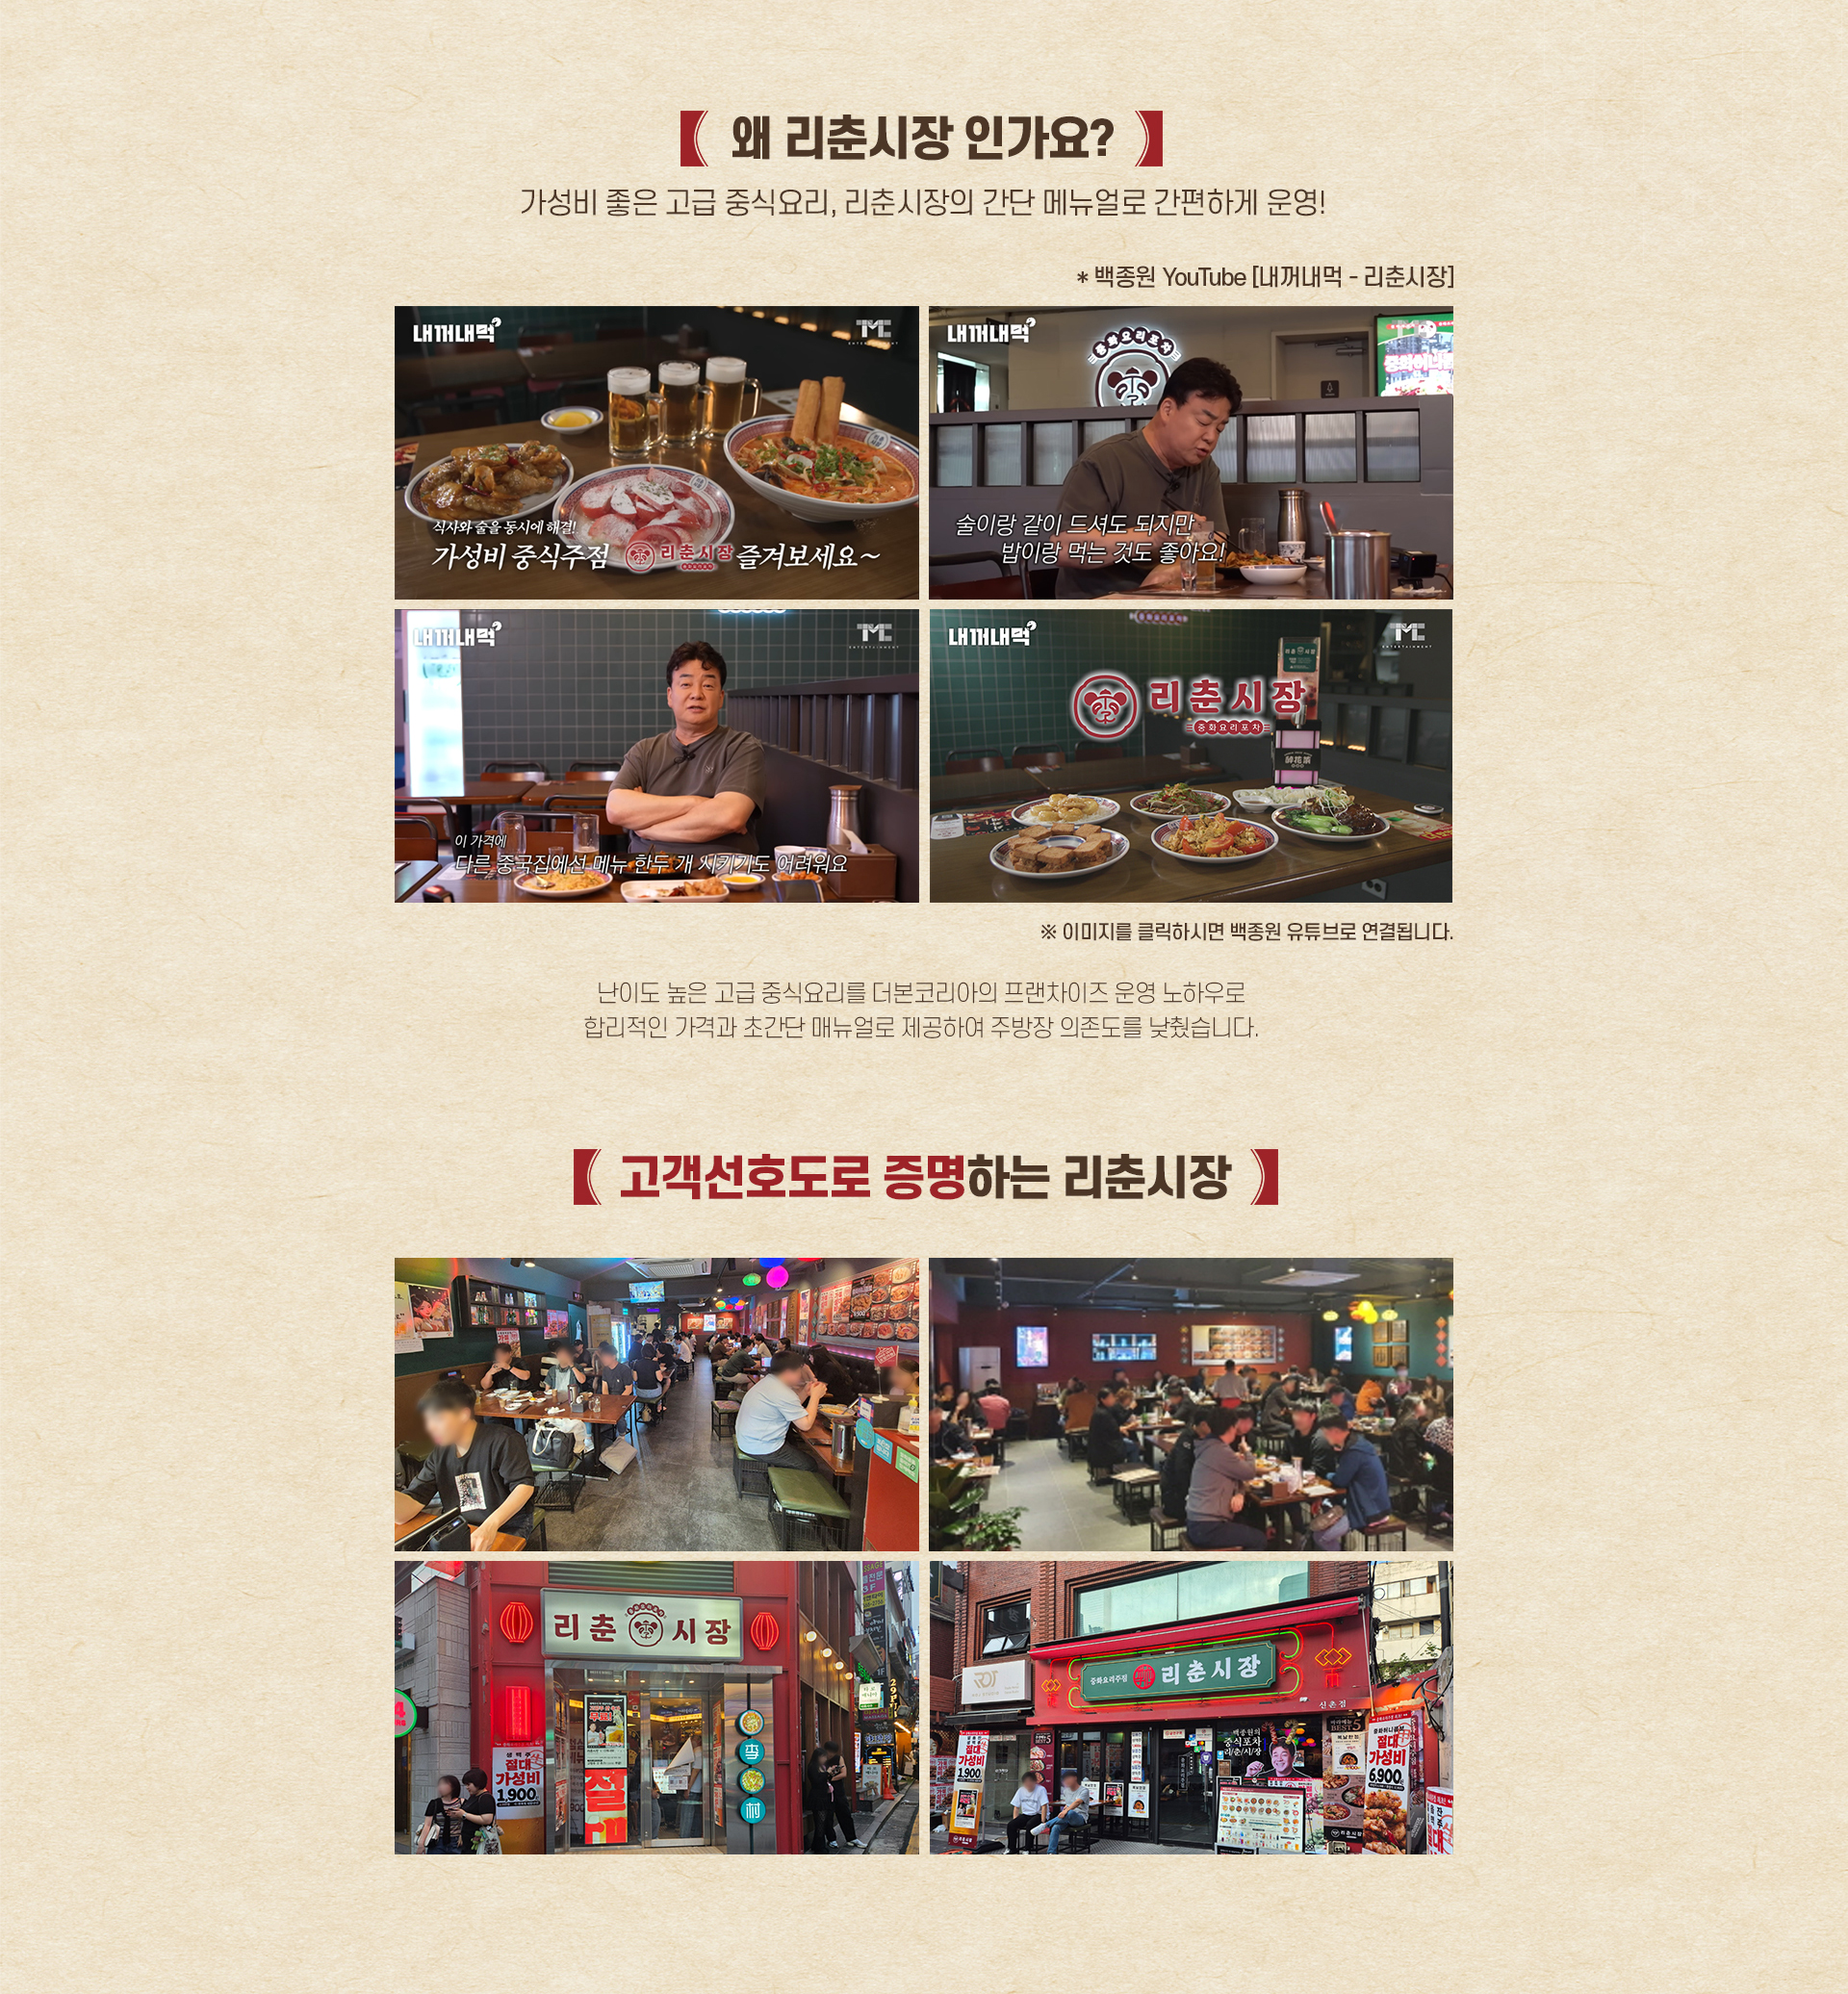 왜 리춘시장 인가요?
가성비 좋은 고급 중식요리, 리춘시장의 간단 메뉴얼로 간편하게 운영!
* 백종원 YouTube [내꺼내먹 - 리춘시장]
내꺼내먹
TMC
ENTERTAINMENT
식사와 술을 동시에 해결!
가성비 중식주점 리춘시장 즐겨보세요~
내꺼내먹
중화요리포차
술이랑 같이 드셔도 되지만
밥이랑 먹는 것도 좋아요!
내꺼내먹
TMC
ENTERTAINMENT
이 가격에
다른 중국집에선 메뉴 한두 개 시키기도 어려워요
내꺼내먹
TMC
ENTERTAINMENT
리춘시장
중화요리포차
※ 이미지를 클릭하시면 백종원 유튜브로 연결됩니다.
난이도 높은 고급 중식요리를 더본코리아의 프랜차이즈 운영 노하우로
합리적인 가격과 초간단 매뉴얼로 제공하여 주방장 의존도를 낮췄습니다.
고객선호도로 증명하는 리춘시장
리춘 시장
절대
가성비
1,900
李
村
중화요리주점 리춘시장
신촌점
백종원의
중식포차
리/춘/시/장
BEST 5
절대
가성비
1,900
절대
가성비
6,900